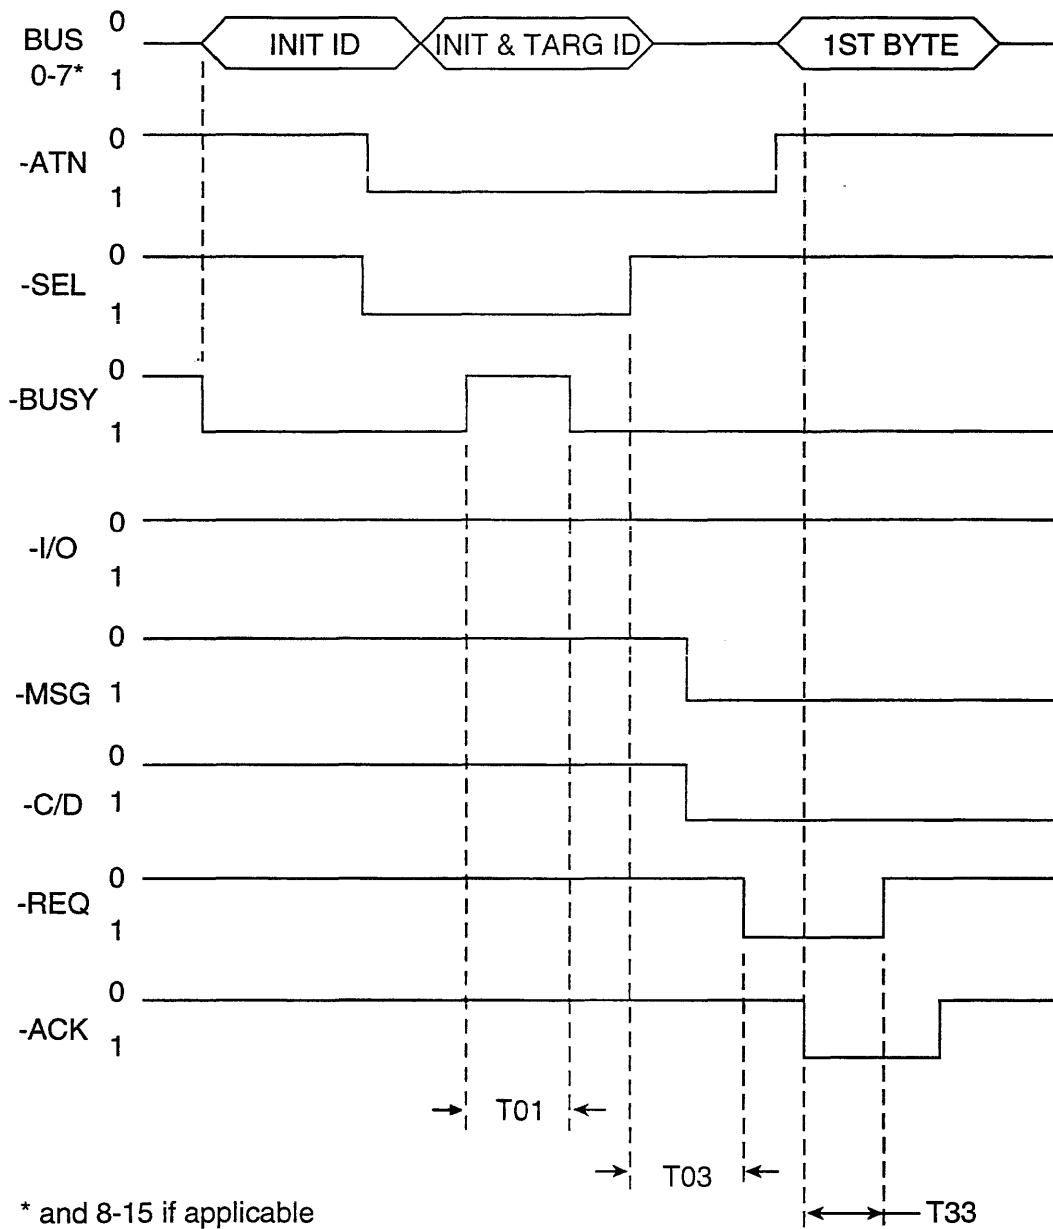 BUS 0 INIT ID INIT & TARG ID 1ST BYTE
0-7* 1
-ATN 0
1
-SEL 0
1
-BUSY 0
1
-I/O 0
1
-MSG 0
1
-C/D 0
1
-REQ 0
1
-ACK 0
1
T01
T03
* and 8-15 if applicable
T33